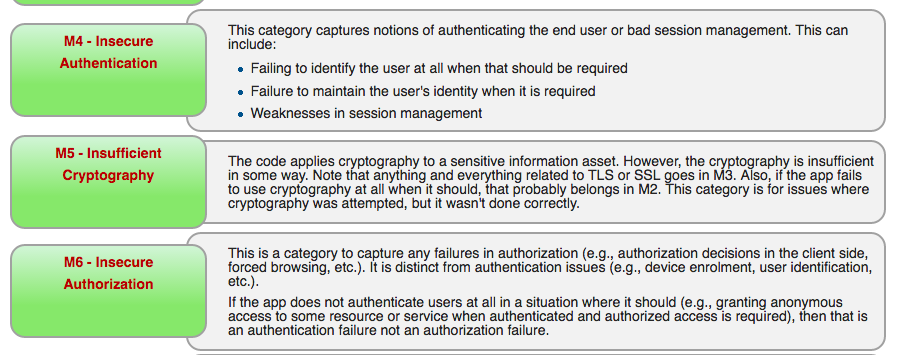 M4 - Insecure
Authentication
This category captures notions of authenticating the end user or bad session management. This can
include:
• Failing to identify the user at all when that should be required
• Failure to maintain the user's identity when it is required
• Weaknesses in session management
M5 - Insufficient
Cryptography
The code applies cryptography to a sensitive information asset. However, the cryptography is insufficient
in some way. Note that anything and everything related to TLS or SSL goes in M3. Also, if the app fails
to use cryptography at all when it should, that probably belongs in M2. This category is for issues where
cryptography was attempted, but it wasn't done correctly.
M6 - Insecure
Authorization
This is a category to capture any failures in authorization (e.g., authorization decisions in the client side,
forced browsing, etc.). It is distinct from authentication issues (e.g., device enrolment, user identification,
etc.).
If the app does not authenticate users at all in a situation where it should (e.g., granting anonymous
access to some resource or service when authenticated and authorized access is required), then that is
an authentication failure not an authorization failure.